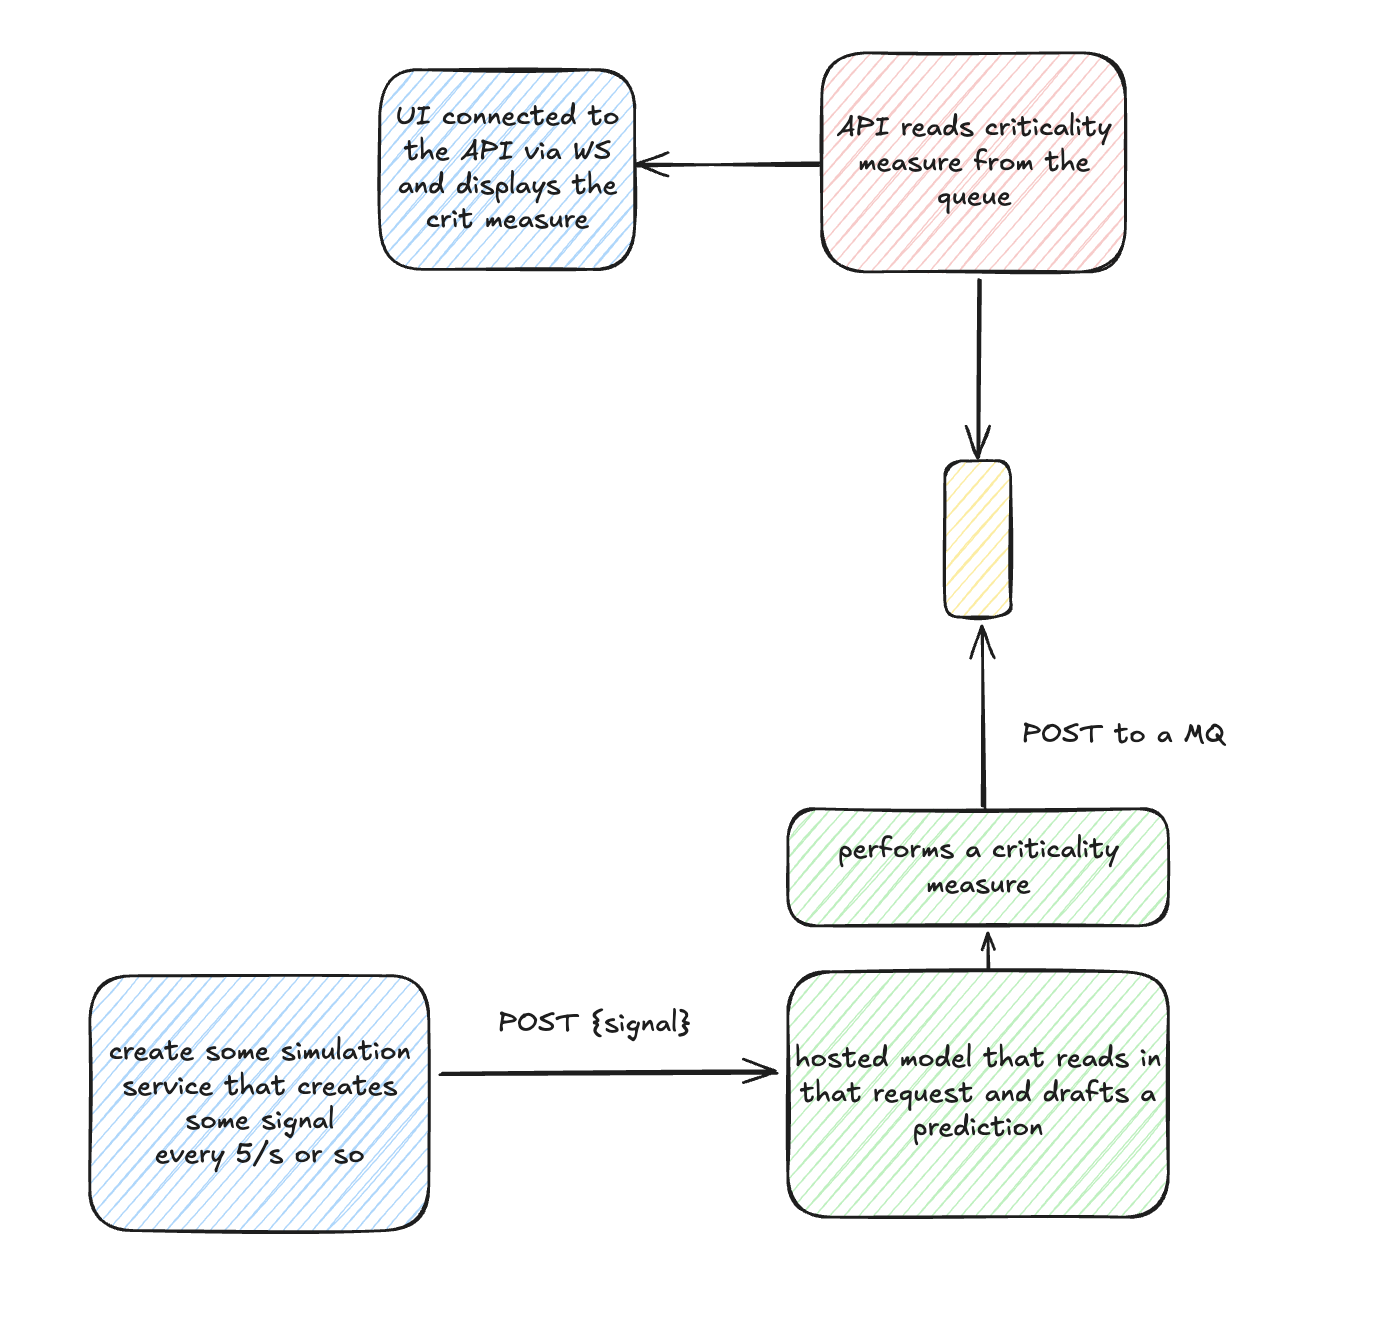 UI connected to
the API via WS
and displays the
crit measure
API reads criticality
measure from the
queue
POST to a MQ
performs a criticality
measure
create some simulation
service that creates
some signal
every 5/s or so
POST {signal}
hosted model that reads in
that request and drafts a
prediction